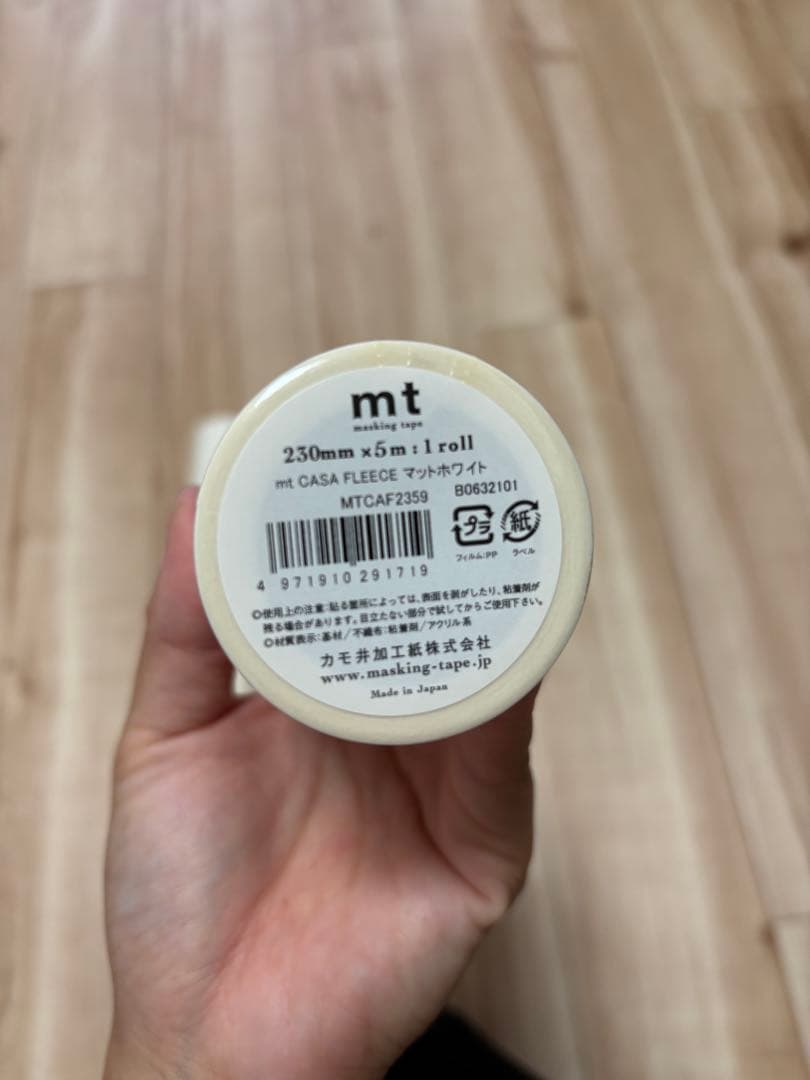 mt
masking tape
230mm×5m:1roll
mt CASA FLEECE マットホワイト
MTCAF2359
B0632101
プラ
紙
フィルム:PP
ラベル
4 971910 291719
◎使用上の注意:貼る箇所によっては、表面を剥がしたり、粘着剤が
残る場合があります。目立たない部分で試してからご使用下さい。
◎材質表示:基材/不織布:粘着剤/アクリル系
カモ井加工紙株式会社
www.masking-tape.jp
Made in Japan